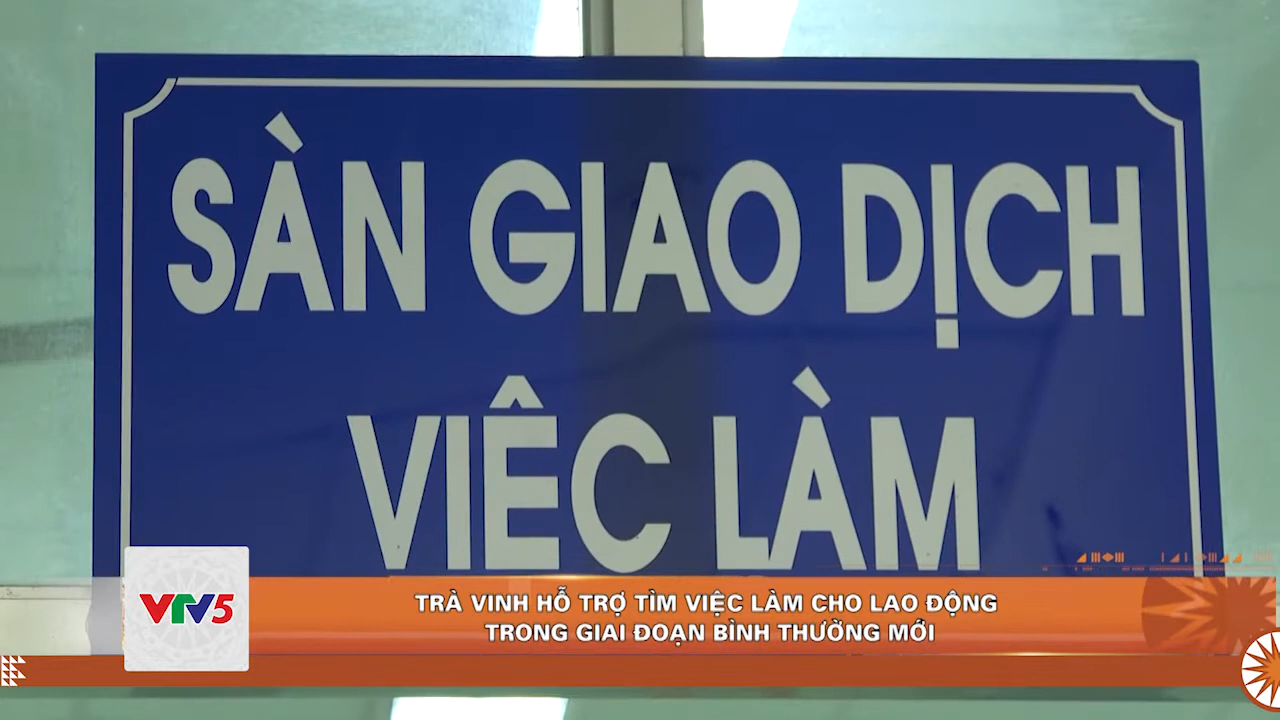 SÀN GIAO DỊCH
VIỆC LÀM
VTV5
TRÀ VINH HỖ TRỢ TÌM VIỆC LÀM CHO LAO ĐỘNG
TRONG GIAI ĐOẠN BÌNH THƯỜNG MỚI